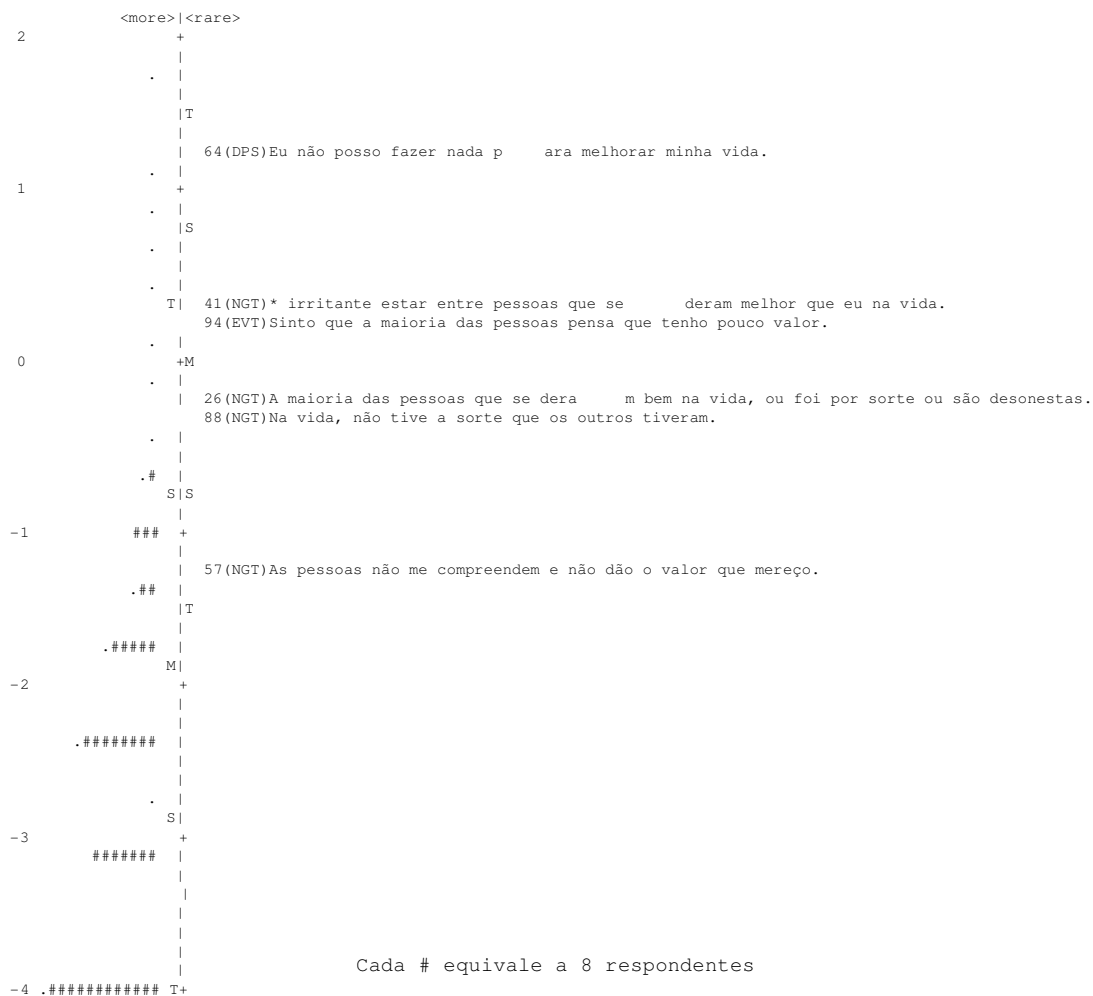 <more>|<rare>
2 +
|
. |
|
|T
|
| 64(DPS)Eu não posso fazer nada p ara melhorar minha vida.
. |
1 +
. |
|S
. |
|
. |
T| 41(NGT)* irritante estar entre pessoas que se deram melhor que eu na vida.
94(EVT)Sinto que a maioria das pessoas pensa que tenho pouco valor.
. |
0 +M
. |
| 26(NGT)A maioria das pessoas que se dera m bem na vida, ou foi por sorte ou são desonestas.
88(NGT)Na vida, não tive a sorte que os outros tiveram.
. |
|
.# |
S|S
|
-1 ### +
|
| 57(NGT)As pessoas não me compreendem e não dão o valor que mereço.
.## |
|T
|
.##### |
M|
-2 +
|
|
.######## |
|
|
. |
S|
-3 +
####### |
|
|
|
|
|
| Cada # equivale a 8 respondentes
-4 .############ T+